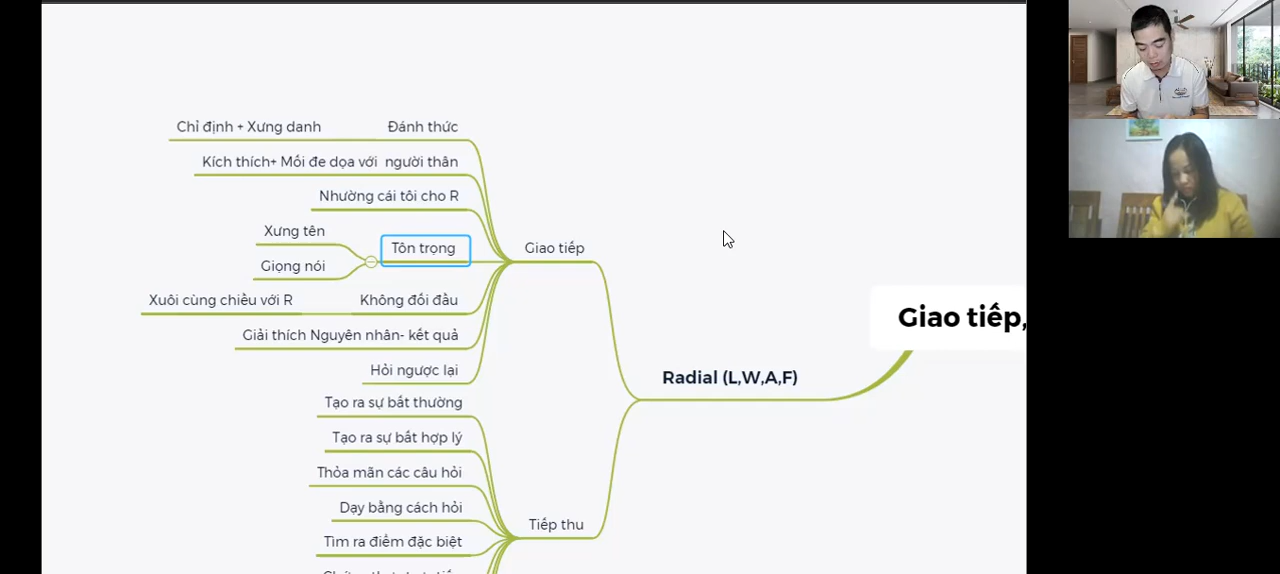 Chỉ định + Xưng danh
Đánh thức
Kích thích+ Mối đe dọa với người thân
Nhường cái tôi cho R
Xưng tên
Tôn trọng
Giọng nói
Giao tiếp
Xuôi cùng chiều với R
Không đối đầu
Giải thích Nguyên nhân- kết quả
Hỏi ngược lại
Giao tiếp,
Radial (L,W,A,F)
Tạo ra sự bất thường
Tạo ra sự bất hợp lý
Thỏa mãn các câu hỏi
Dạy bằng cách hỏi
Tiếp thu
Tìm ra điểm đặc biệt